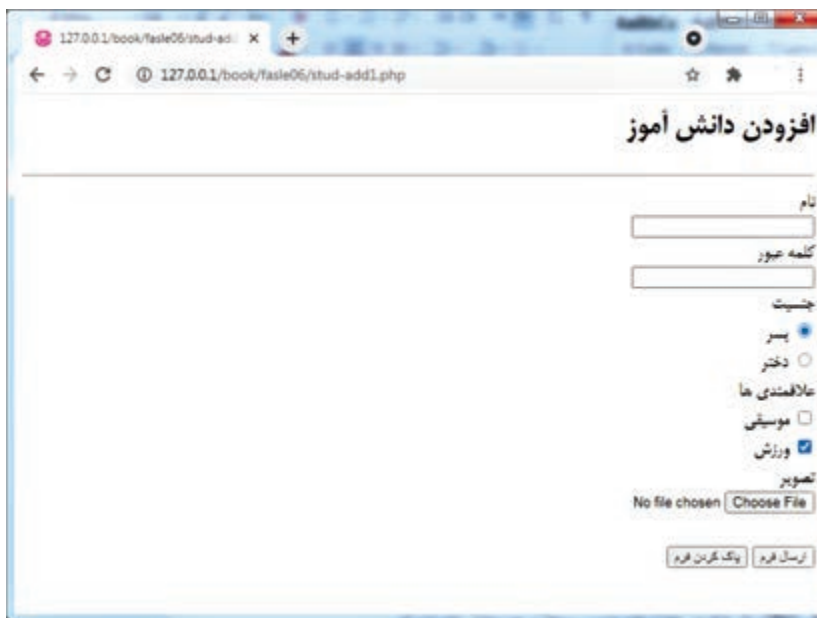 127.0.0.1/book/fasle06/stud-ad
127.0.0.1/book/fasle06/stud-add1.php
افزودن دانش آموز
نام
کلمه عبور
جنسیت
پسر
دختر
علاقمندی ها
موسیقی
ورزش
تصویر
Choose File No file chosen
ارسال فرم پاک کردن فرم